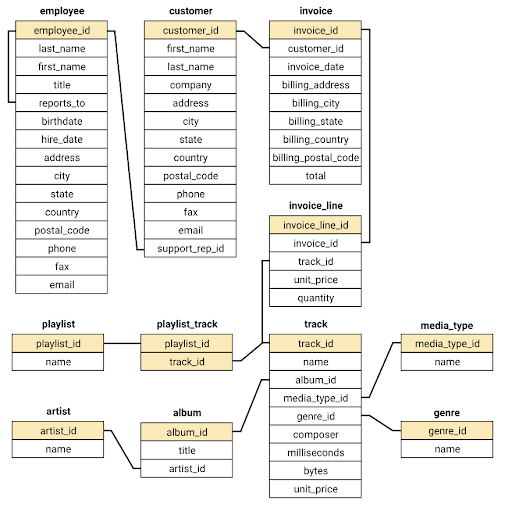 employee
employee_id
last_name
first_name
title
reports_to
birthdate
hire_date
address
city
state
country
postal_code
phone
fax
email
customer
customer_id
first_name
last_name
company
address
city
state
country
postal_code
phone
fax
email
support_rep_id
invoice
invoice_id
customer_id
invoice_date
billing_address
billing_city
billing_state
billing_country
billing_postal_code
total
invoice_line
invoice_line_id
invoice_id
track_id
unit_price
quantity
playlist
playlist_id
name
playlist_track
playlist_id
track_id
track
track_id
name
album_id
media_type_id
genre_id
composer
milliseconds
bytes
unit_price
media_type
media_type_id
name
artist
artist_id
name
album
album_id
title
artist_id
genre
genre_id
name